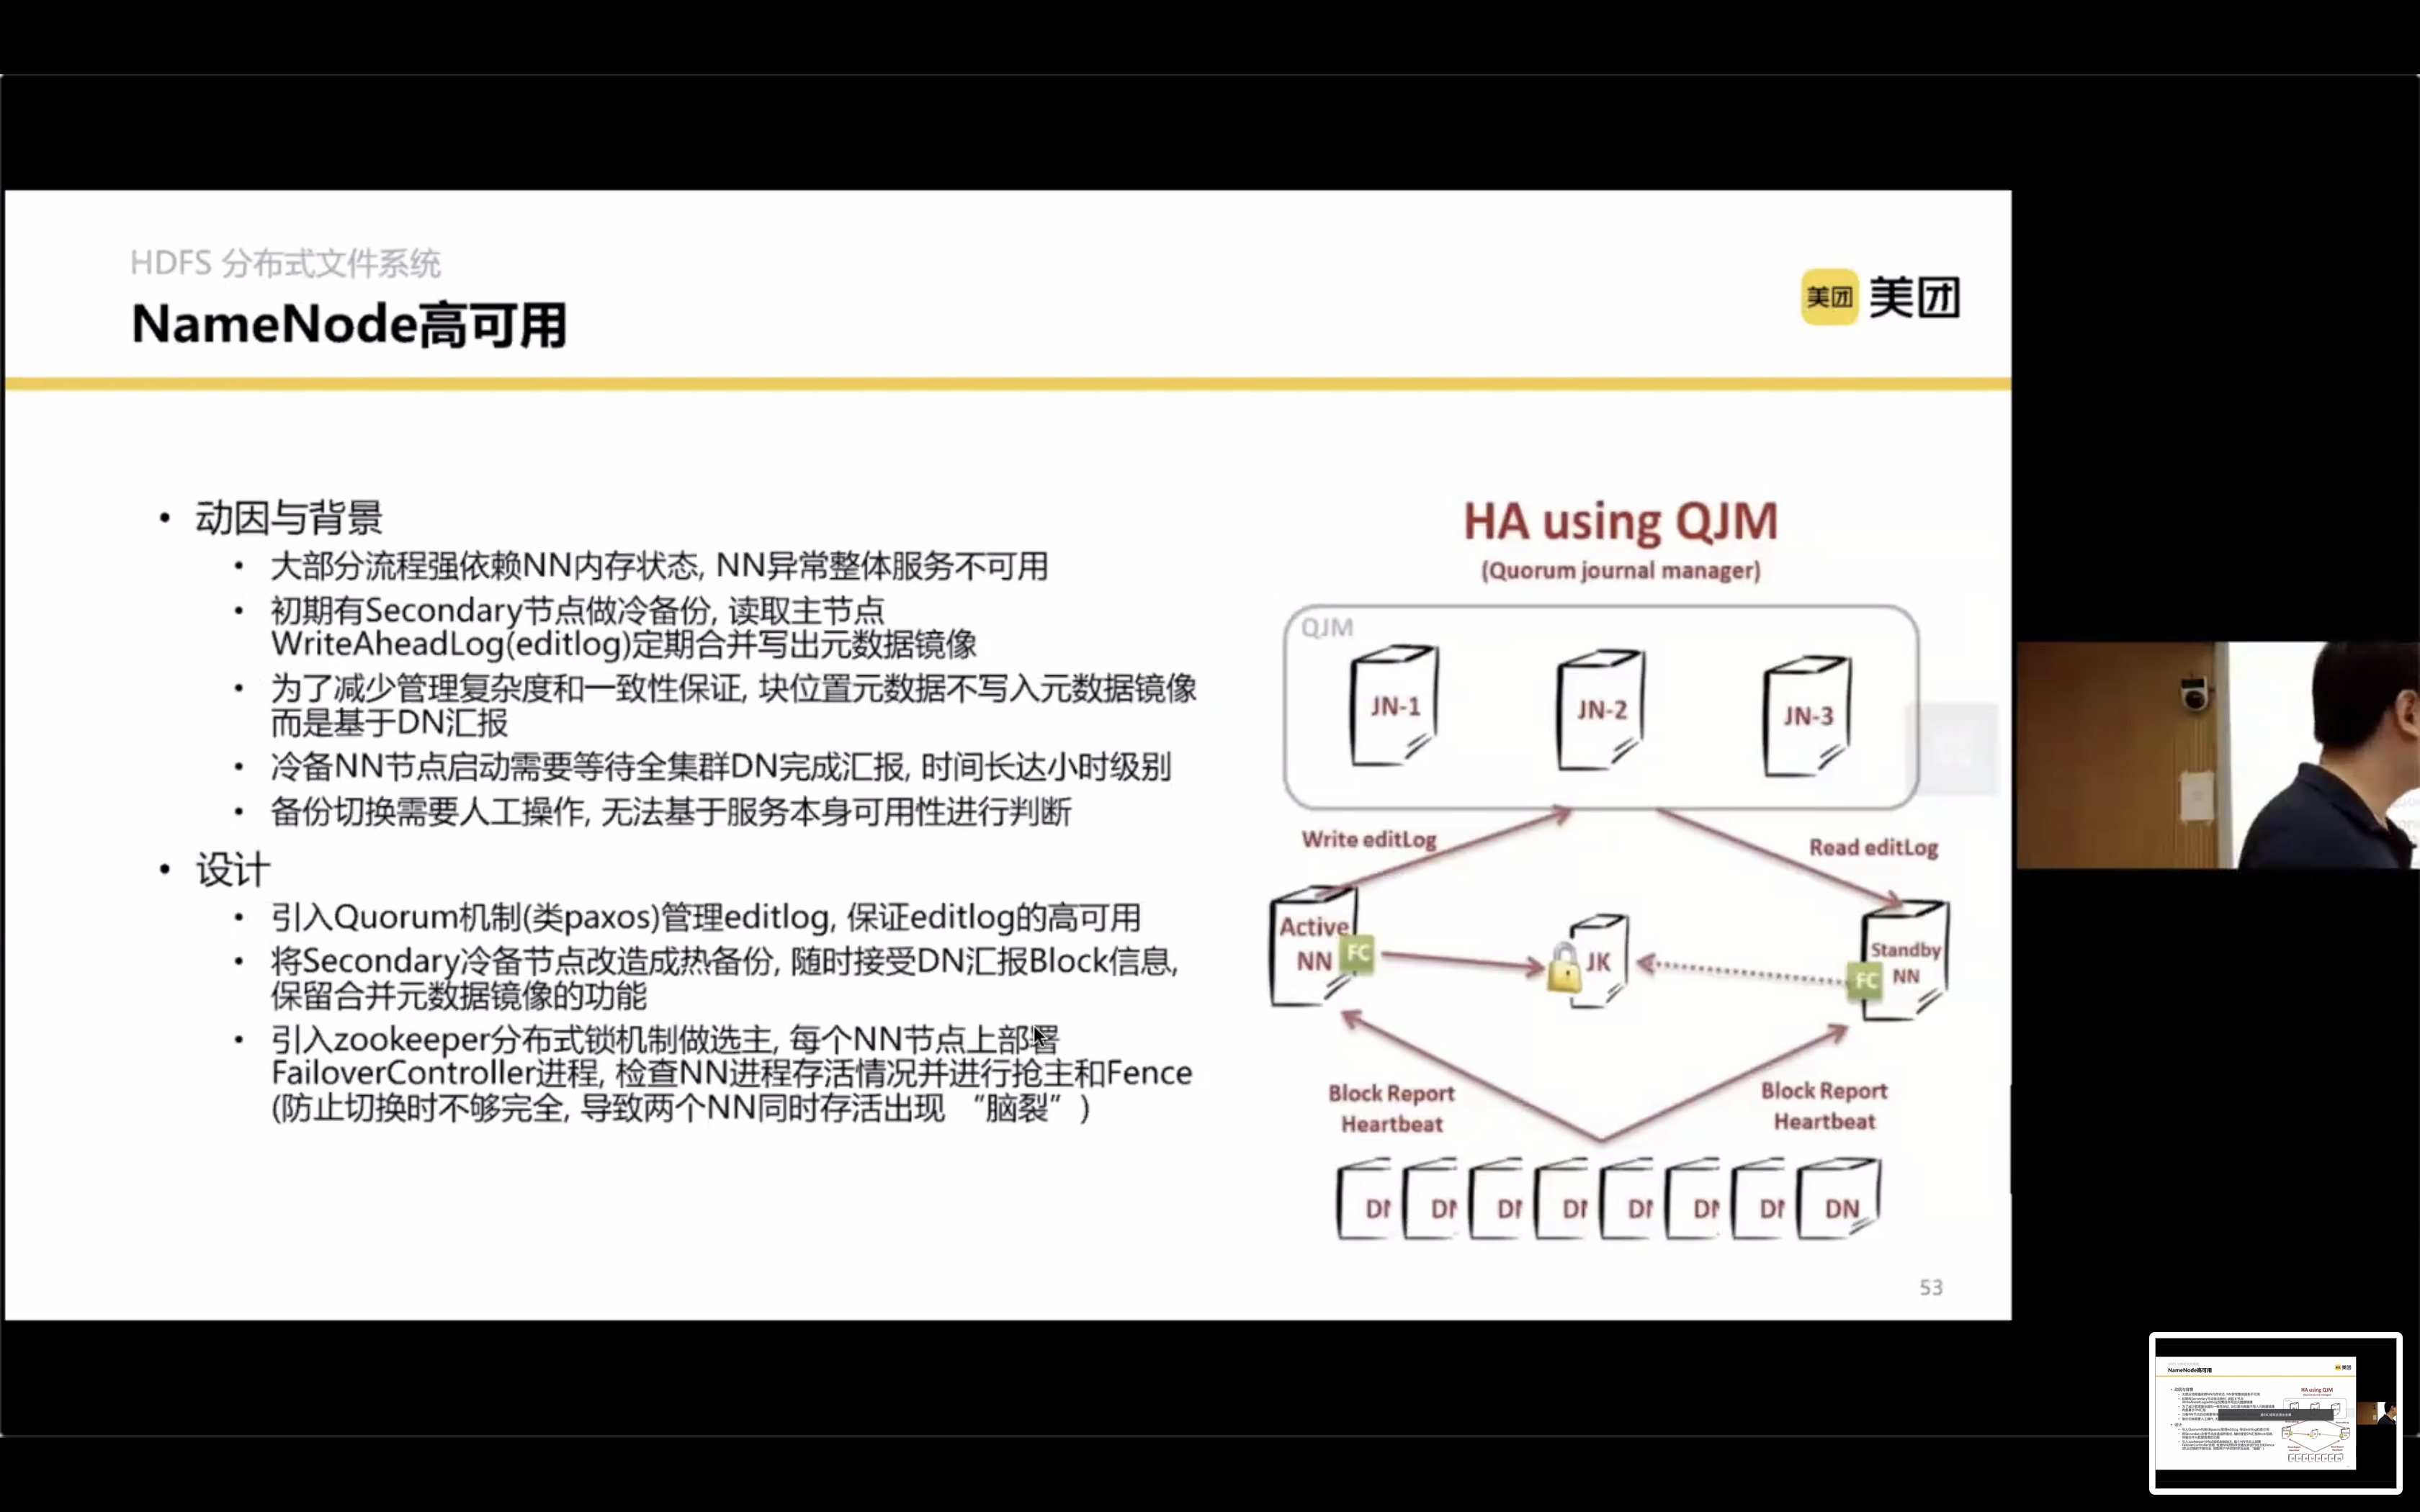 HDFS 分布式文件系统
NameNode高可用
美团 美团
• 动因与背景
• 大部分流程强依赖NN内存状态, NN异常整体服务不可用
• 初期有Secondary节点做冷备份, 读取主节点
WriteAheadLog(editlog)定期合并写出元数据镜像
• 为了减少管理复杂度和一致性保证, 块位置元数据不写入元数据镜像
而是基于DN汇报
• 冷备NN节点启动需要等待全集群DN完成汇报, 时间长达小时级别
• 备份切换需要人工操作, 无法基于服务本身可用性进行判断
• 设计
• 引入Quorum机制(类paxos)管理editlog, 保证editlog的高可用
• 将Secondary冷备节点改造成热备份, 随时接受DN汇报Block信息,
保留合并元数据镜像的功能
• 引入zookeeper分布式锁机制做选主, 每个NN节点上部署
FailoverController进程, 检查NN进程存活情况并进行抢主和Fence
(防止切换时不够完全, 导致两个NN同时存活出现 “脑裂” )
HA using QJM
(Quorum journal manager)
QJM
JN-1
JN-2
JN-3
Write editLog
Read editLog
Active
NN
FC
JK
FC
Standby
NN
Block Report
Heartbeat
Block Report
Heartbeat
DN
53
NameNode高可用
美团
HA using QJM